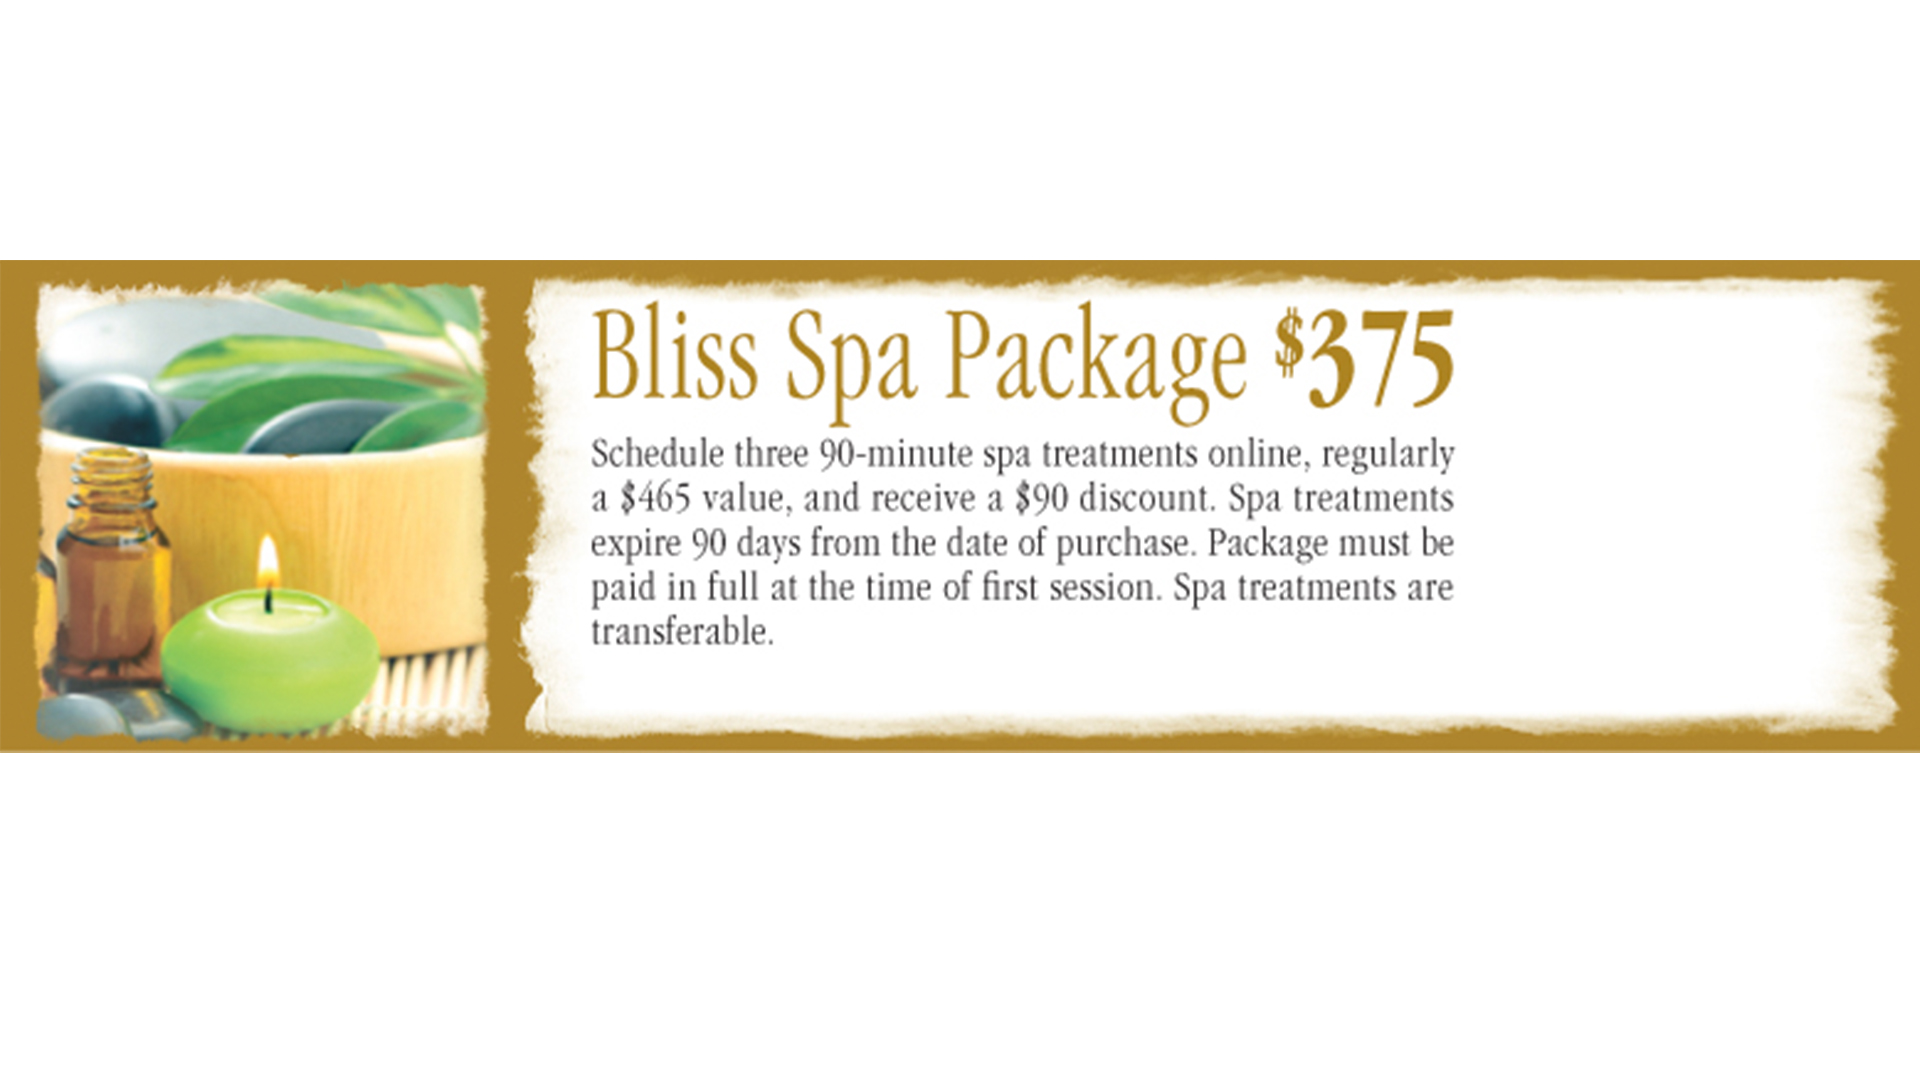 Bliss Spa Package $375
Schedule three 90-minute spa treatments online, regularly
a $465 value, and receive a $90 discount. Spa treatments
expire 90 days from the date of purchase. Package must be
paid in full at the time of first session. Spa treatments are
transferable.